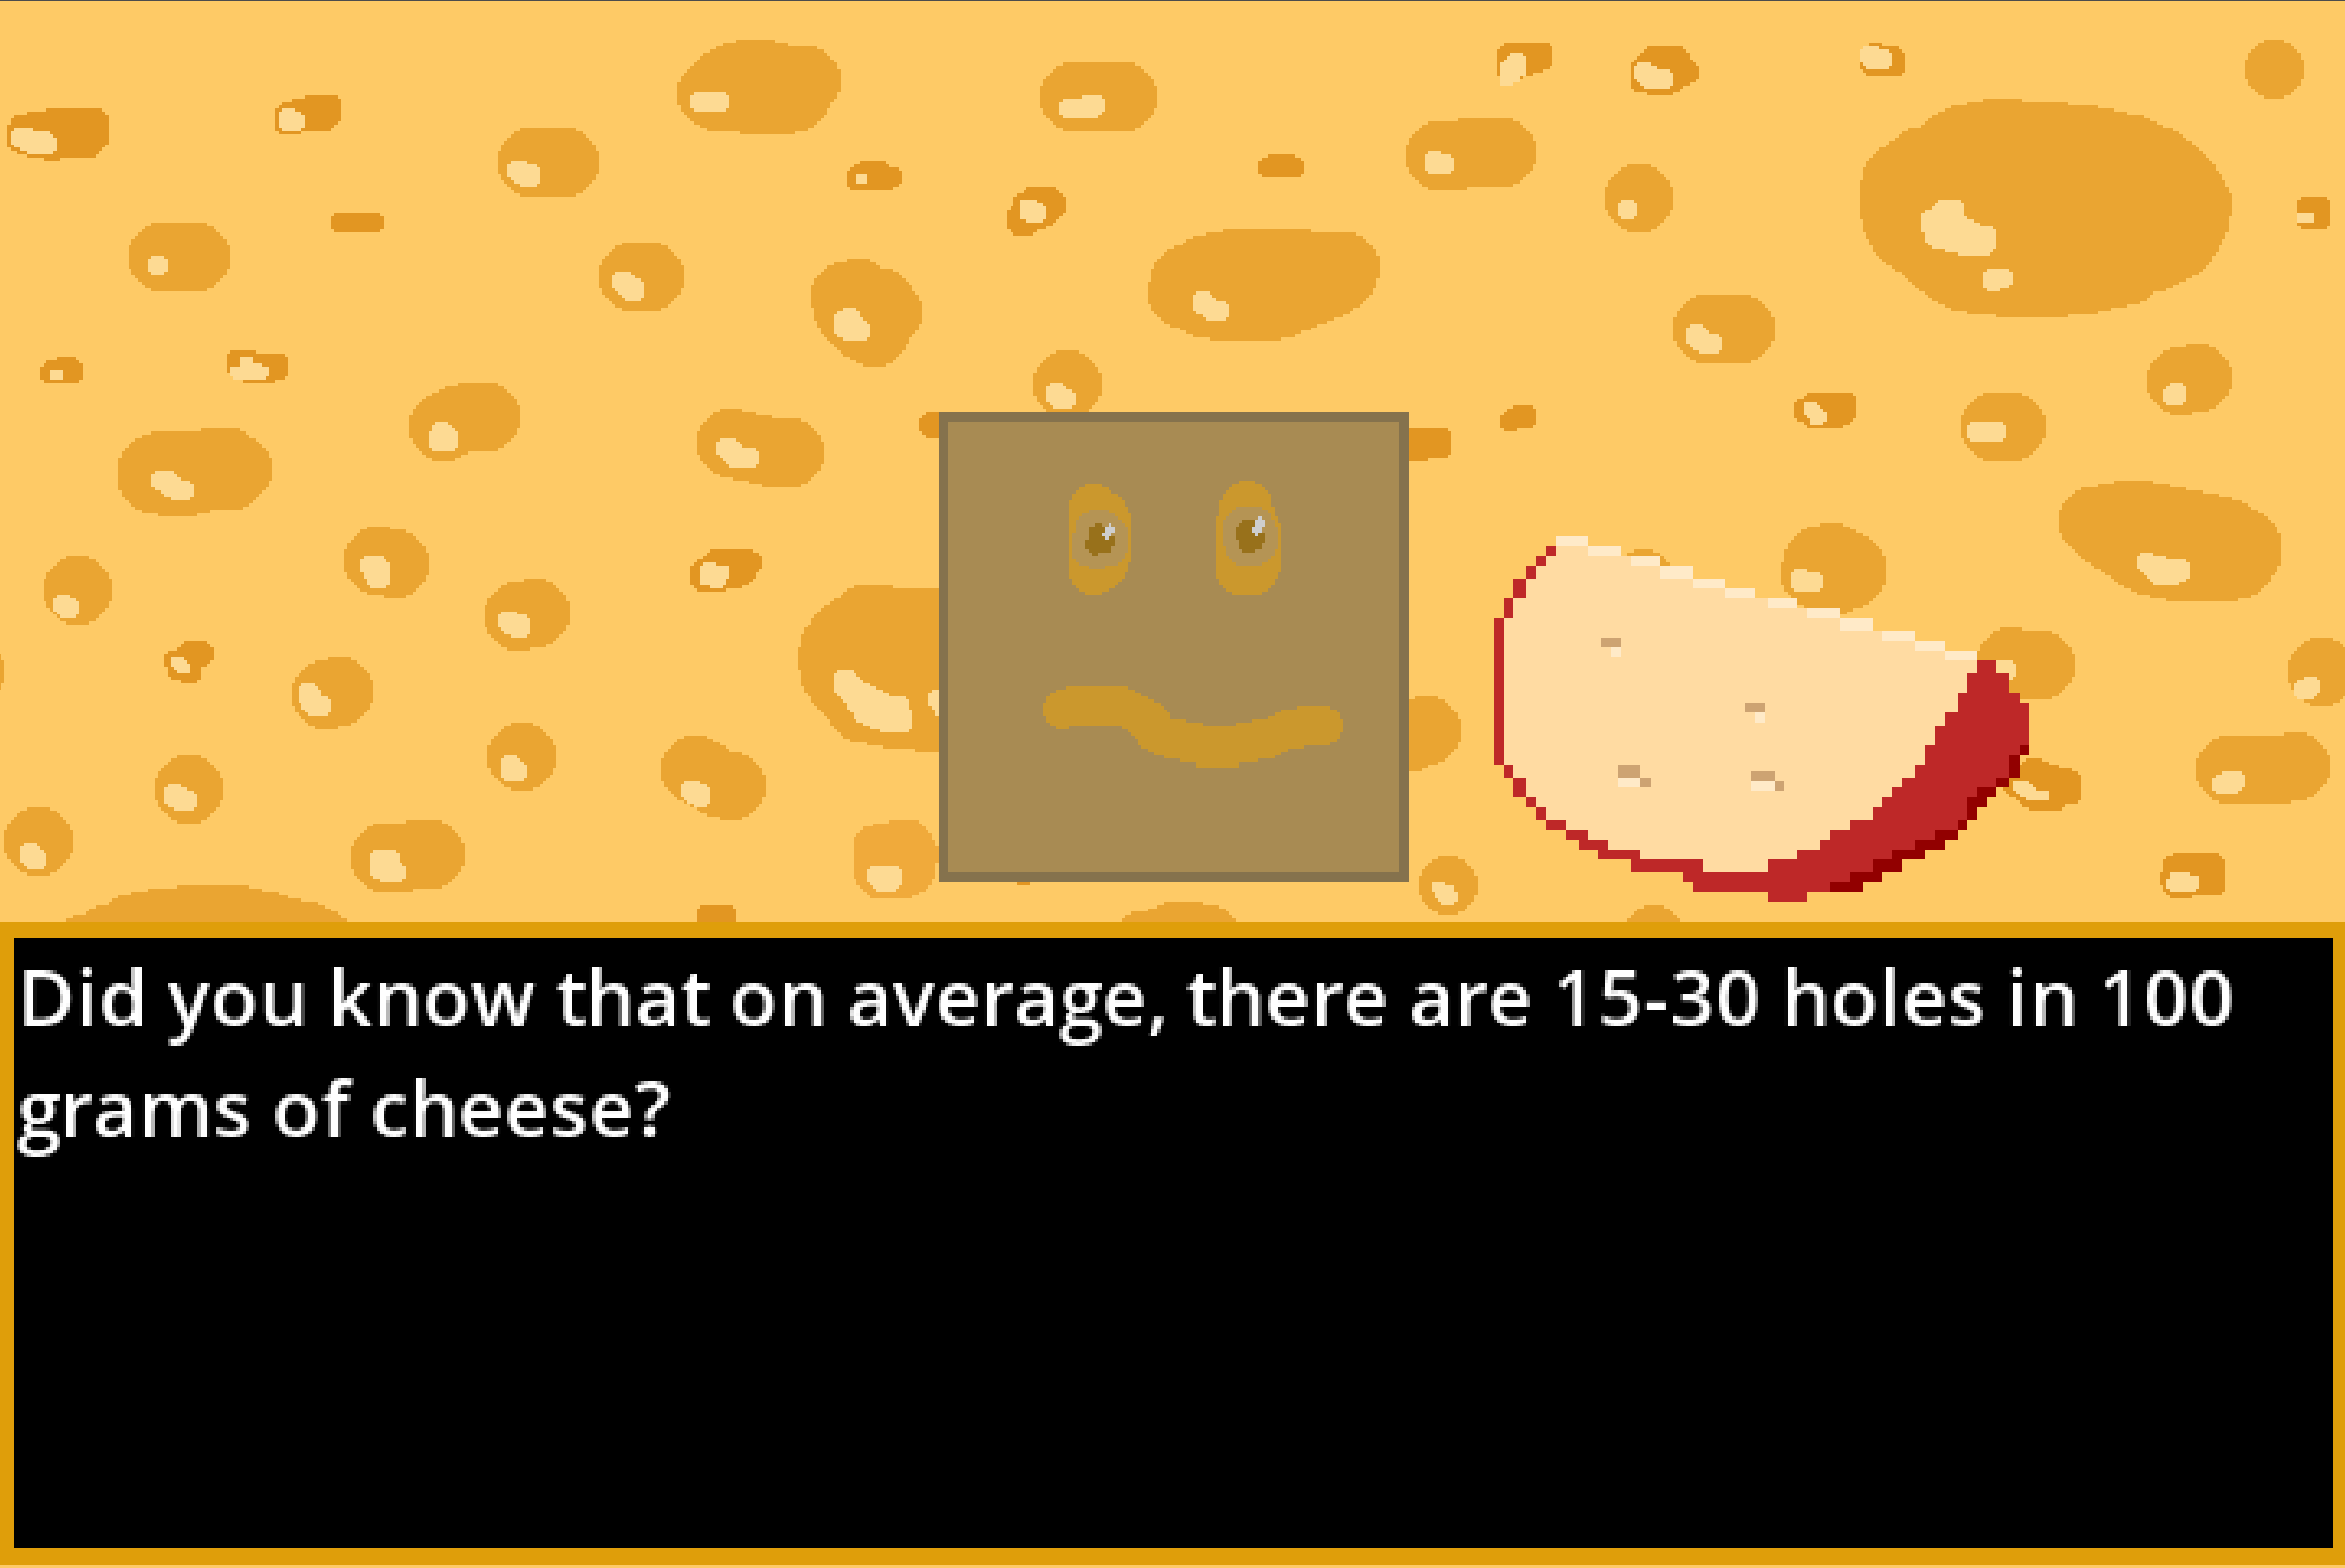 Did you know that on average, there are 15-30 holes in 100
grams of cheese?